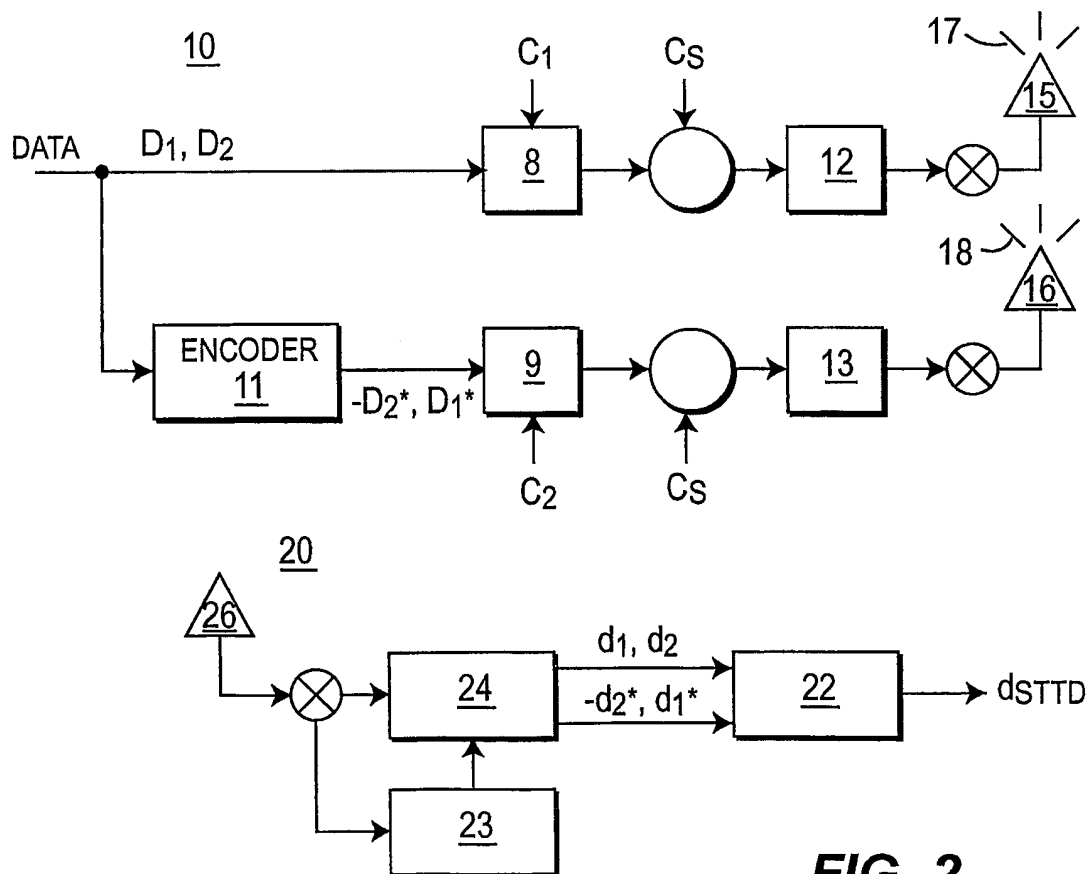 10
C1
CS
17
15
DATA
D1, D2
8
12
18
16
ENCODER
11
-D2*, D1*
9
13
C2
CS
20
26
d1, d2
24
-d2*, d1*
22
dSTTD
23
FIG. 2